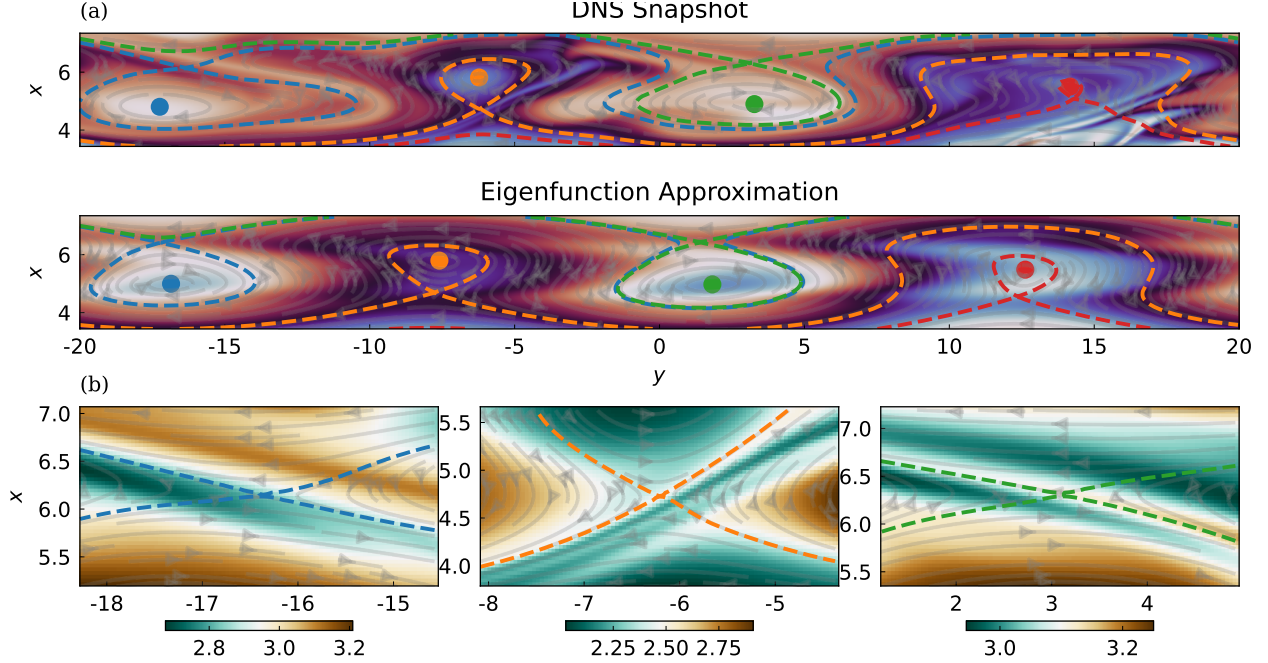 (a)
DNS Snapshot
x
6
4
Eigenfunction Approximation
x
6
4
-20 -15 -10 -5 0 5 10 15 20
y
(b)
x
7.0
6.5
6.0
5.5
-18 -17 -16 -15
2.8 3.0 3.2
5.5
5.0
4.5
4.0
-8 -7 -6 -5
2.25 2.50 2.75
7.0
6.5
6.0
5.5
2 3 4
3.0 3.2